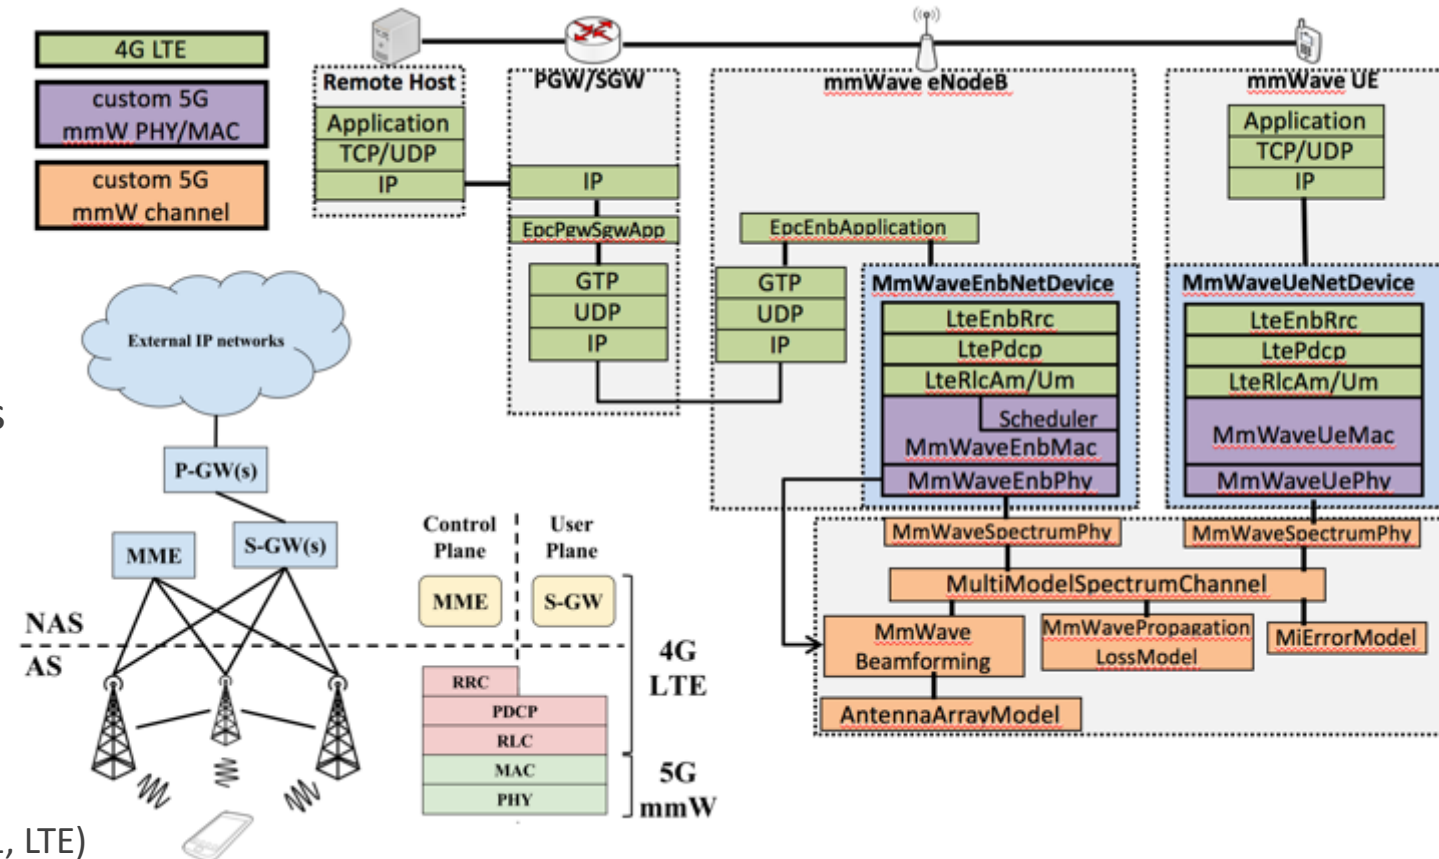 4G LTE
custom 5G
mmW PHY/MAC
custom 5G
mmW channel
Remote Host
Application
TCP/UDP
IP
PGW/SGW
IP
EpcPgwSgwApp
GTP
UDP
IP
mmWave eNodeB
EpcEnbApplication
GTP
UDP
IP
MmWaveEnbNetDevice
LteEnbRrc
LtePdcp
LteRlcAm/Um
Scheduler
MmWaveEnbMac
MmWaveEnbPhy
mmWave UE
Application
TCP/UDP
IP
MmWaveUeNetDevice
LteEnbRrc
LtePdcp
LteRlcAm/Um
MmWaveUeMac
MmWaveUePhy
MmWaveSpectrumPhy
MmWaveSpectrumPhy
MultiModelSpectrumChannel
MmWave
Beamforming
MmWavePropagation
LossModel
MiErrorModel
AntennaArrayModel
External IP networks
s
P-GW(s)
MME
S-GW(s)
NAS
AS
Control
Plane
User
Plane
MME
S-GW
4G
LTE
RRC
PDCP
RLC
MAC
PHY
5G
mmW
, LTE)